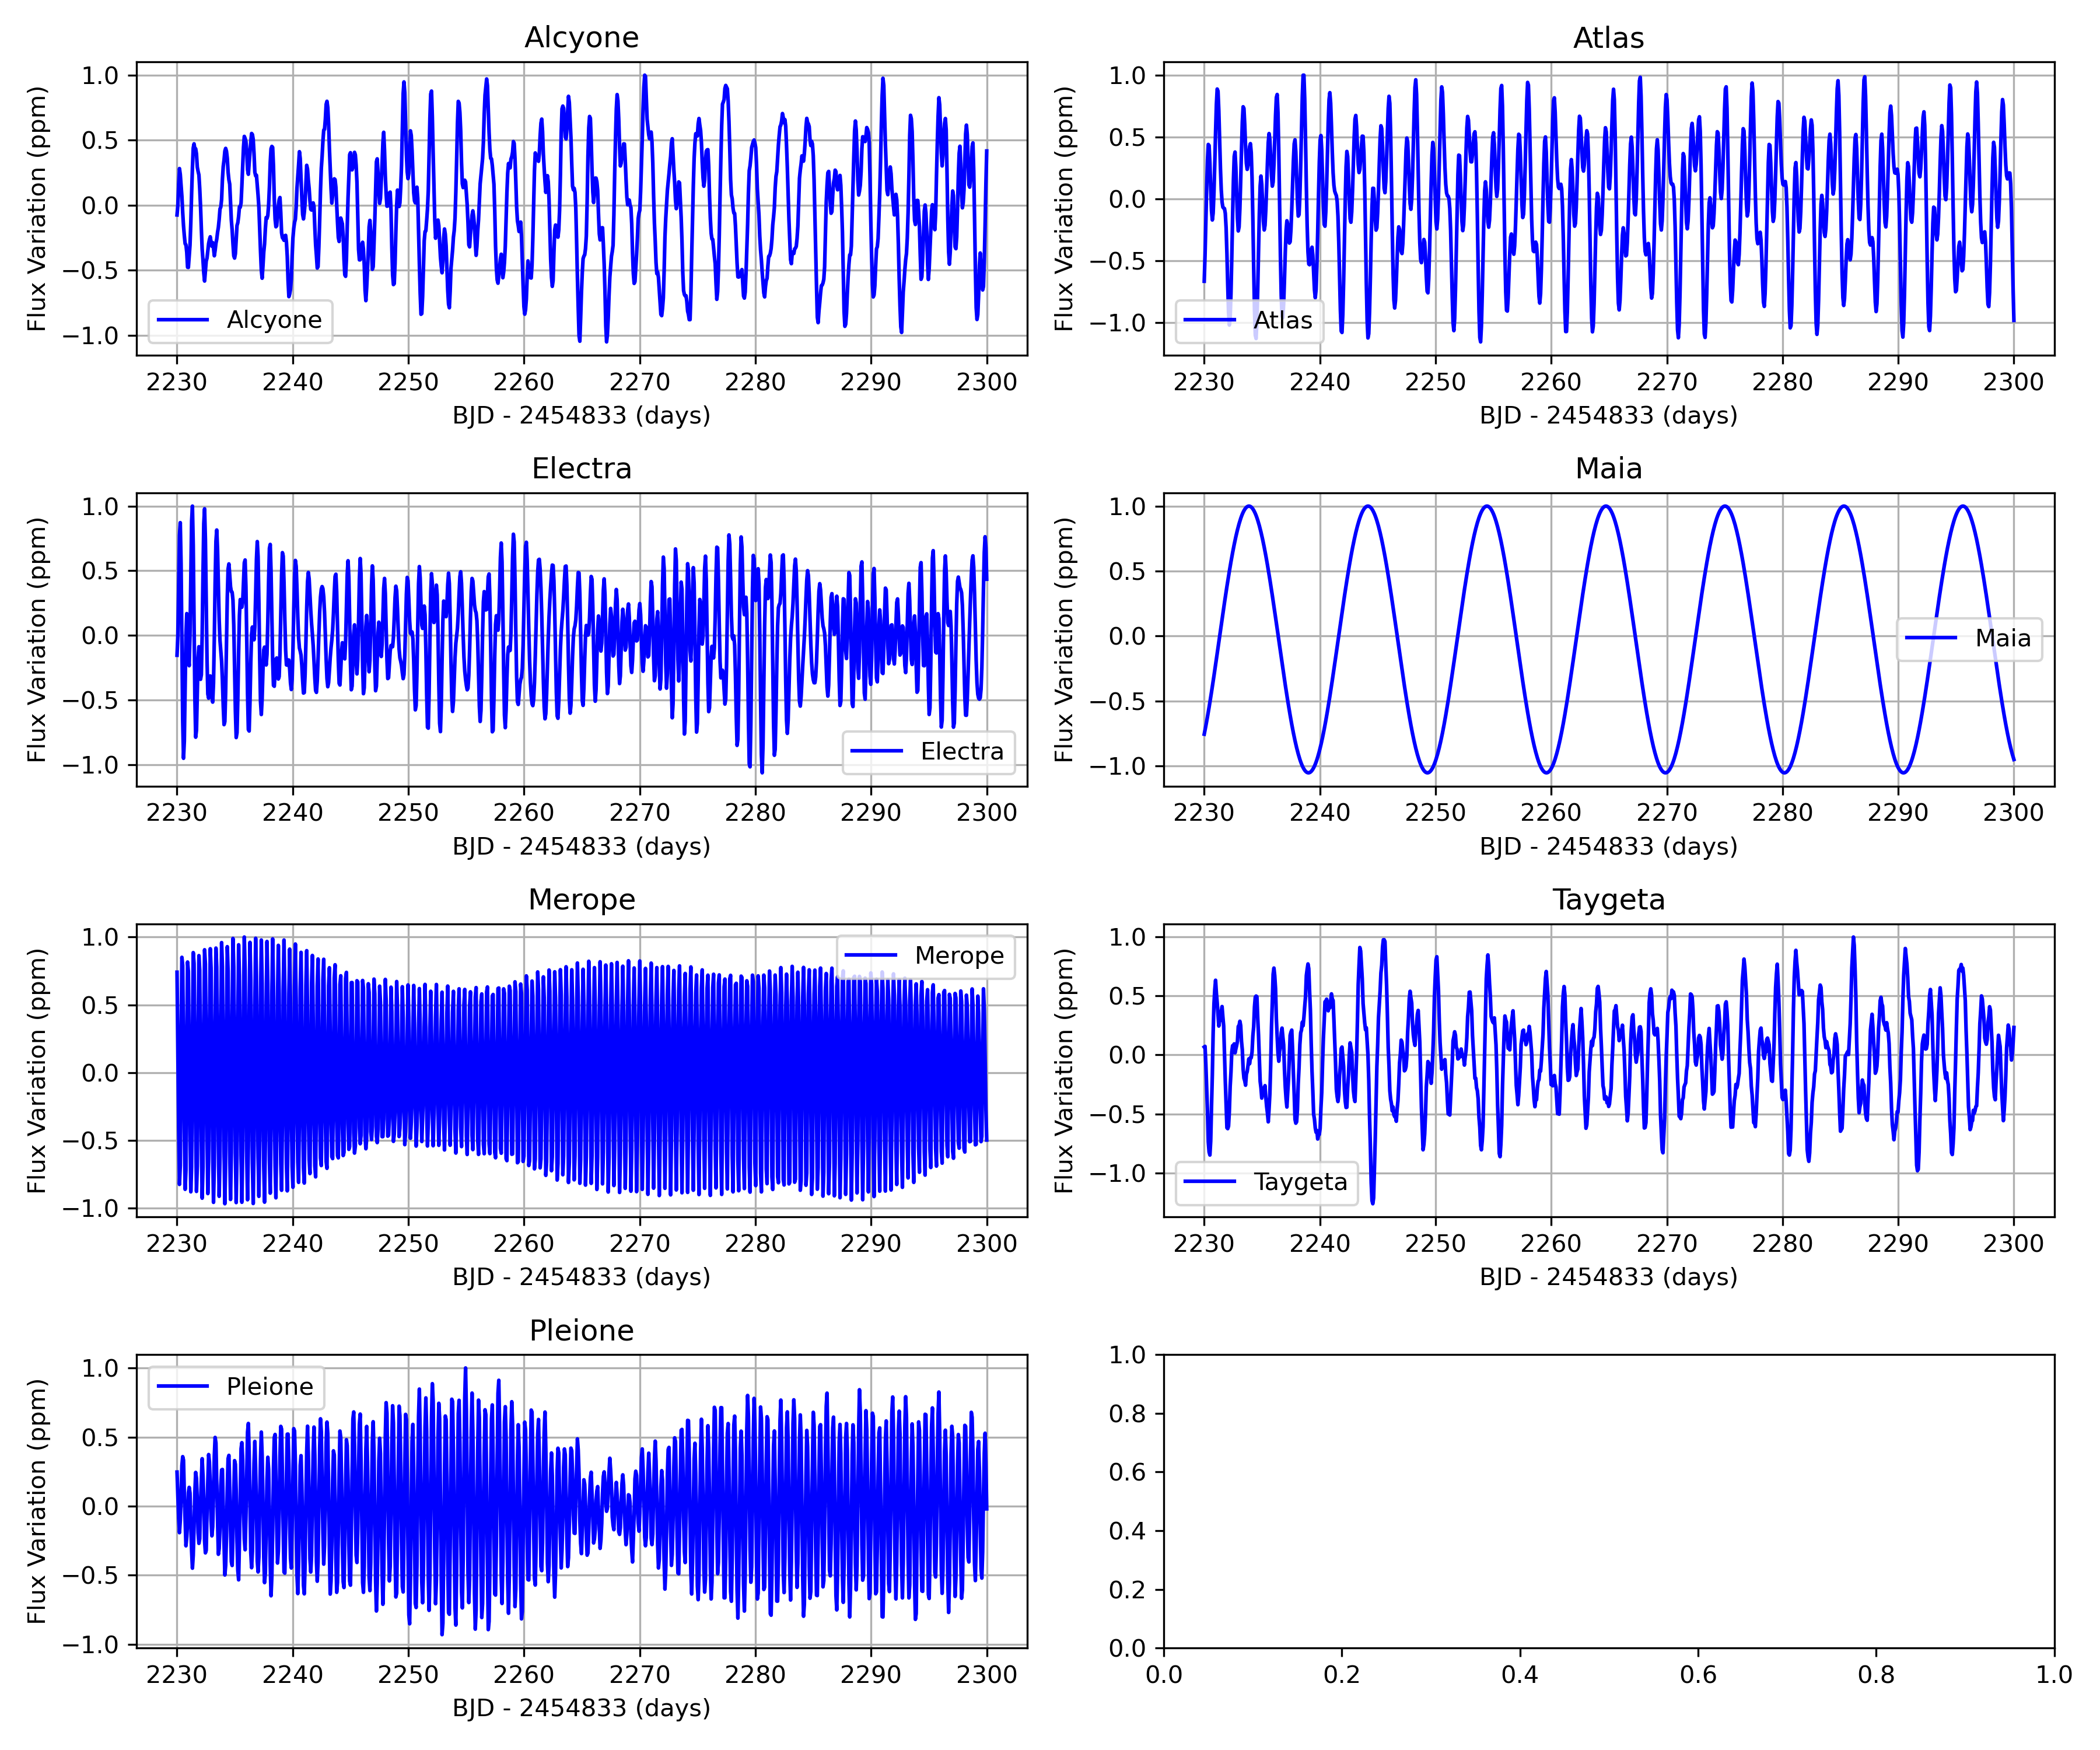 Alcyone
Flux Variation (ppm)
1.0
0.5
0.0
−0.5
−1.0
Alcyone
2230 2240 2250 2260 2270 2280 2290 2300
BJD - 2454833 (days)
Atlas
Flux Variation (ppm)
1.0
0.5
0.0
−0.5
−1.0
Atlas
2230 2240 2250 2260 2270 2280 2290 2300
BJD - 2454833 (days)
Electra
Flux Variation (ppm)
1.0
0.5
0.0
−0.5
−1.0
Electra
2230 2240 2250 2260 2270 2280 2290 2300
BJD - 2454833 (days)
Maia
Flux Variation (ppm)
1.0
0.5
0.0
−0.5
−1.0
Maia
2230 2240 2250 2260 2270 2280 2290 2300
BJD - 2454833 (days)
Merope
Flux Variation (ppm)
1.0
0.5
0.0
−0.5
−1.0
Merope
2230 2240 2250 2260 2270 2280 2290 2300
BJD - 2454833 (days)
Taygeta
Flux Variation (ppm)
1.0
0.5
0.0
−0.5
−1.0
Taygeta
2230 2240 2250 2260 2270 2280 2290 2300
BJD - 2454833 (days)
Pleione
Flux Variation (ppm)
1.0
0.5
0.0
−0.5
−1.0
Pleione
2230 2240 2250 2260 2270 2280 2290 2300
BJD - 2454833 (days)
1.0
0.8
0.6
0.4
0.2
0.0
0.0 0.2 0.4 0.6 0.8 1.0